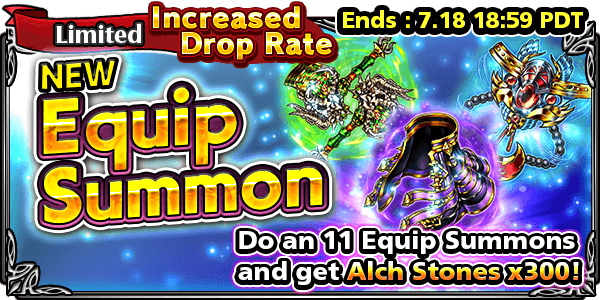 Limited
Increased
Drop Rate
Ends : 7.18 18:59 PDT
NEW
Equip
Summon
Do an 11 Equip Summons
and get Alch Stones x300!